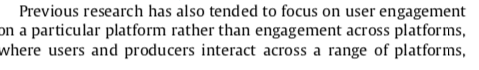 Previous research has also tended to focus on user engagement
on a particular platform rather than engagement across platforms,
where users and producers interact across a range of platforms,